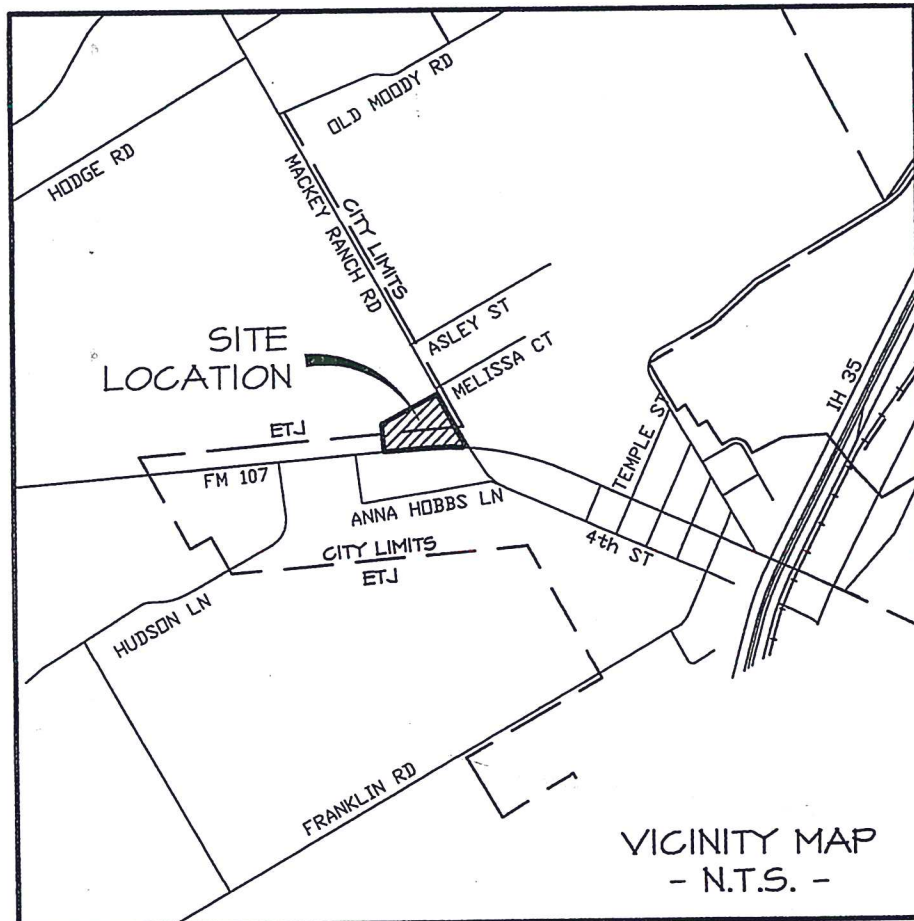 OLD MOODY RD
HODGE RD
MACKEY RANCH RD
CITY LIMITS
ASLEY ST
MELISSA CT
SITE
LOCATION
IH 35
TEMPLE ST
ETJ
FM 107
ANNA HOBBS LN
4th ST
CITY LIMITS
ETJ
HUDSON LN
FRANKLIN RD
VICINITY MAP
- N.T.S. -